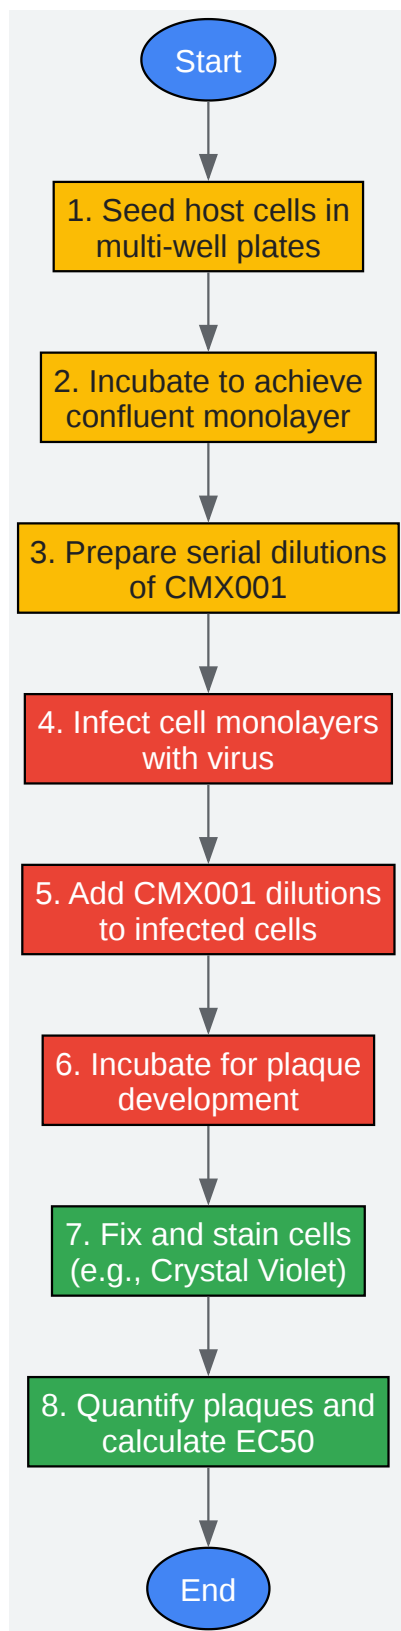 Start
1. Seed host cells in
multi-well plates
2. Incubate to achieve
confluent monolayer
3. Prepare serial dilutions
of CMX001
4. Infect cell monolayers
with virus
5. Add CMX001 dilutions
to infected cells
6. Incubate for plaque
development
7. Fix and stain cells
(e.g., Crystal Violet)
8. Quantify plaques and
calculate EC50
End